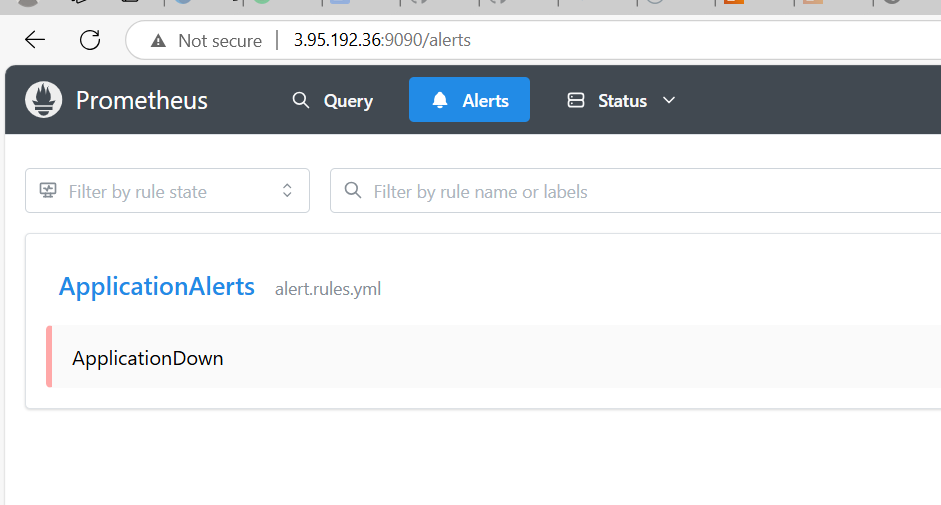 Not secure 3.95.192.36:9090/alerts
Prometheus Query Alerts Status
Filter by rule state Filter by rule name or labels
ApplicationAlerts alert.rules.yml
ApplicationDown